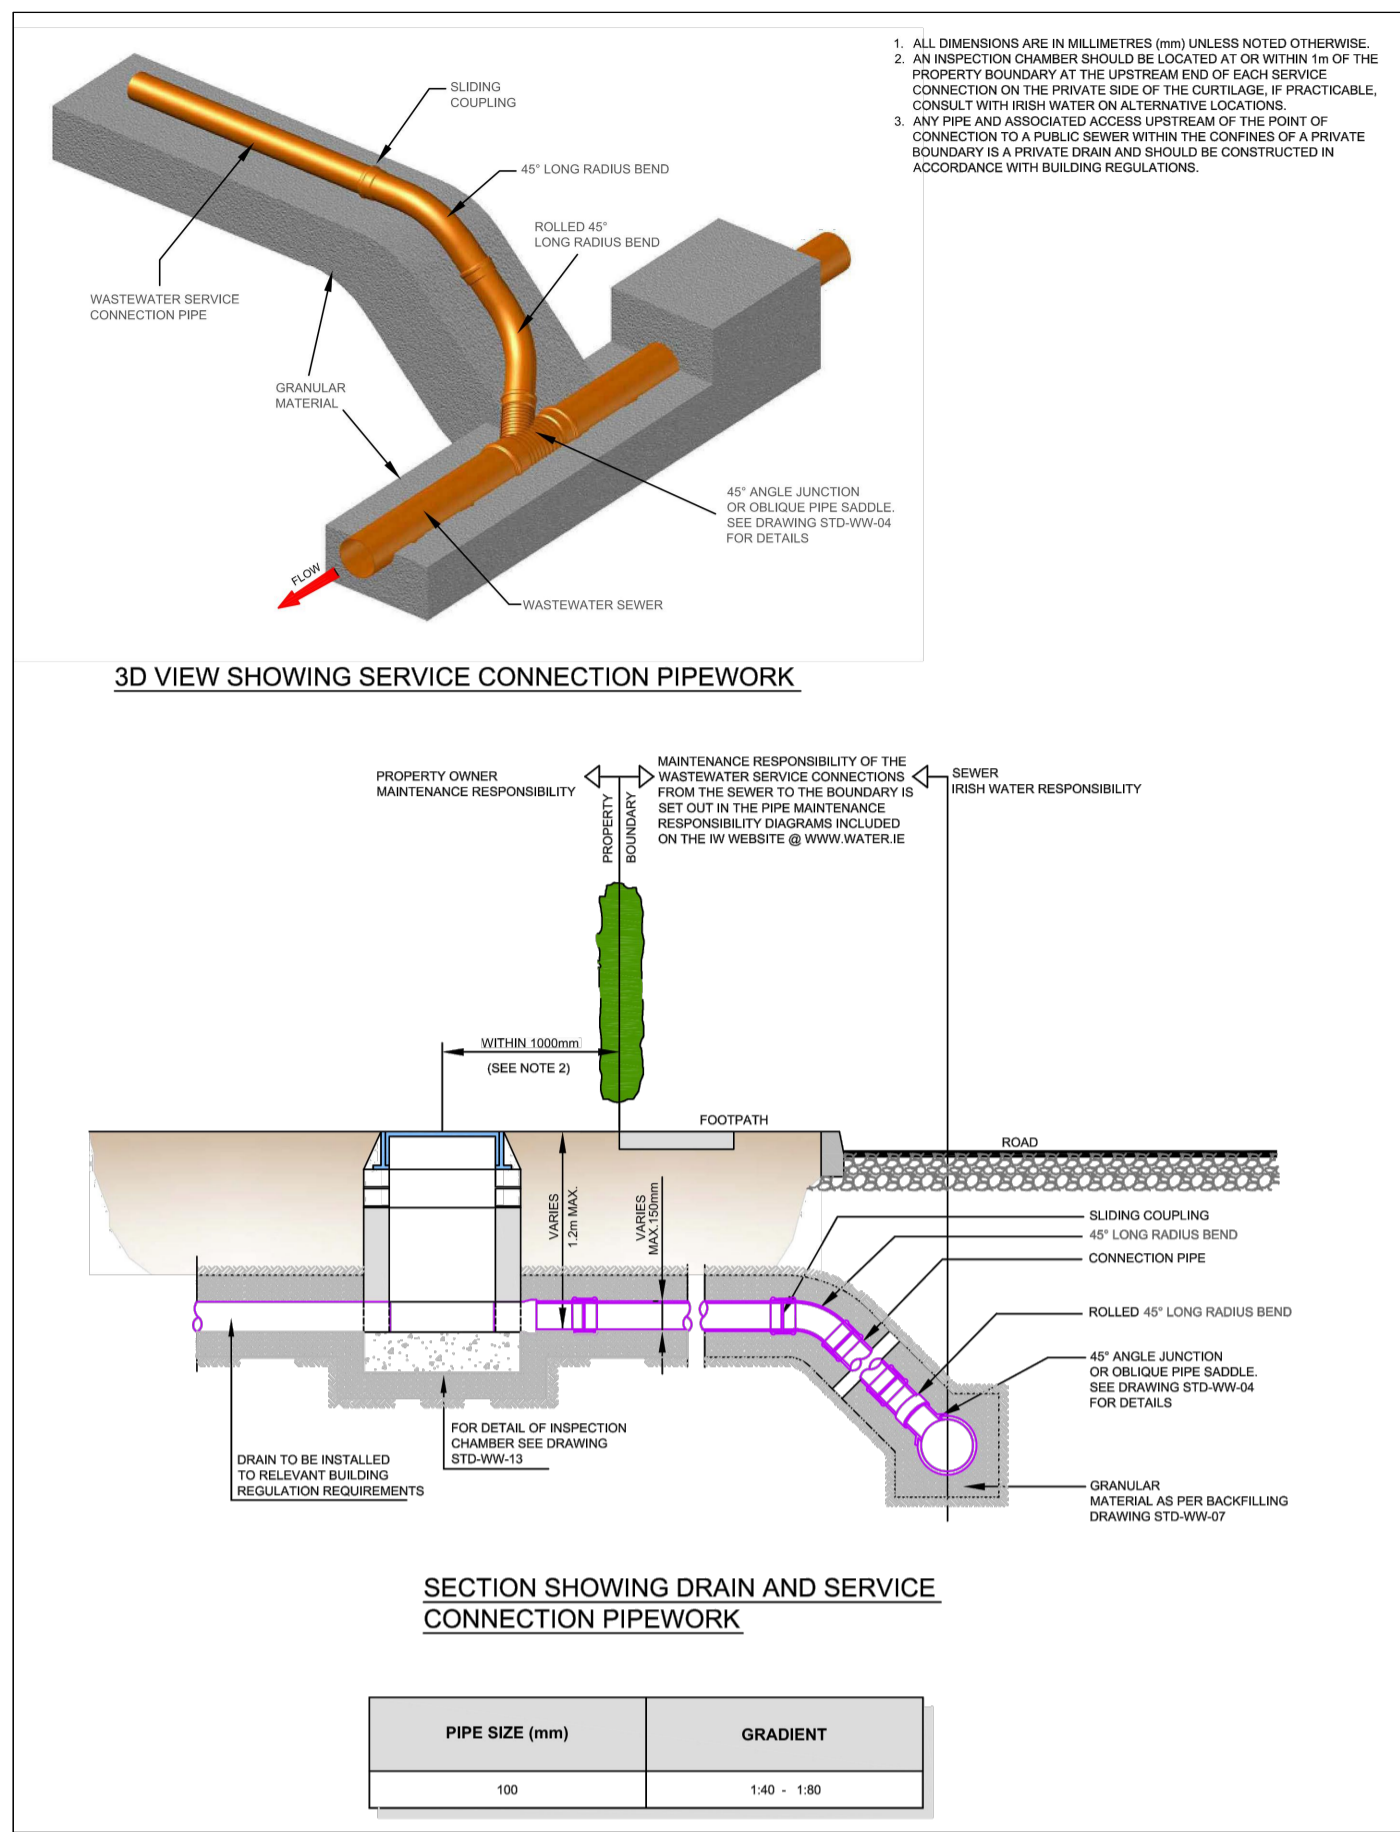 1. ALL DIMENSIONS ARE IN MILLIMETRES (mm) UNLESS NOTED OTHERWISE.
2. AN INSPECTION CHAMBER SHOULD BE LOCATED AT OR WITHIN 1m OF THE
PROPERTY BOUNDARY AT THE UPSTREAM END OF EACH SERVICE
CONNECTION ON THE PRIVATE SIDE OF THE CURTILAGE, IF PRACTICABLE,
CONSULT WITH IRISH WATER ON ALTERNATIVE LOCATIONS.
3. ANY PIPE AND ASSOCIATED ACCESS UPSTREAM OF THE POINT OF
CONNECTION TO A PUBLIC SEWER WITHIN THE CONFINES OF A PRIVATE
BOUNDARY IS A PRIVATE DRAIN AND SHOULD BE CONSTRUCTED IN
ACCORDANCE WITH BUILDING REGULATIONS.
SLIDING
COUPLING
45° LONG RADIUS BEND
ROLLED 45°
LONG RADIUS BEND
WASTEWATER SERVICE
CONNECTION PIPE
GRANULAR
MATERIAL
45° ANGLE JUNCTION
OR OBLIQUE PIPE SADDLE.
SEE DRAWING STD-WW-04
FOR DETAILS
FLOW
WASTEWATER SEWER
3D VIEW SHOWING SERVICE CONNECTION PIPEWORK
PROPERTY OWNER
MAINTENANCE RESPONSIBILITY
PROPERTY
BOUNDARY
MAINTENANCE RESPONSIBILITY OF THE
WASTEWATER SERVICE CONNECTIONS
FROM THE SEWER TO THE BOUNDARY IS
SET OUT IN THE PIPE MAINTENANCE
RESPONSIBILITY DIAGRAMS INCLUDED
ON THE IW WEBSITE @ WWW.WATER.IE
SEWER
IRISH WATER RESPONSIBILITY
WITHIN 1000mm
(SEE NOTE 2)
FOOTPATH
ROAD
VARIES
1.2m MAX.
VARIES
MAX.150mm
SLIDING COUPLING
45° LONG RADIUS BEND
CONNECTION PIPE
ROLLED 45° LONG RADIUS BEND
45° ANGLE JUNCTION
OR OBLIQUE PIPE SADDLE.
SEE DRAWING STD-WW-04
FOR DETAILS
FOR DETAIL OF INSPECTION
CHAMBER SEE DRAWING
STD-WW-13
DRAIN TO BE INSTALLED
TO RELEVANT BUILDING
REGULATION REQUIREMENTS
GRANULAR
MATERIAL AS PER BACKFILLING
DRAWING STD-WW-07
SECTION SHOWING DRAIN AND SERVICE
CONNECTION PIPEWORK
PIPE SIZE (mm) GRADIENT
100 1:40 - 1:80